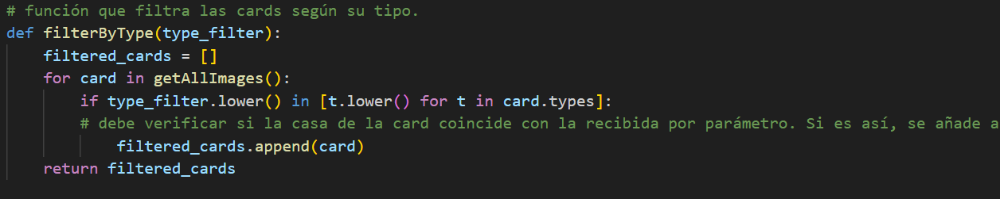 # función que filtra las cards según su tipo.
def filterByType(type_filter):
    filtered_cards = []
    for card in getAllImages():
        if type_filter.lower() in [t.lower() for t in card.types]:
        # debe verificar si la casa de la card coincide con la recibida por parámetro. Si es así, se añade a
            filtered_cards.append(card)
    return filtered_cards